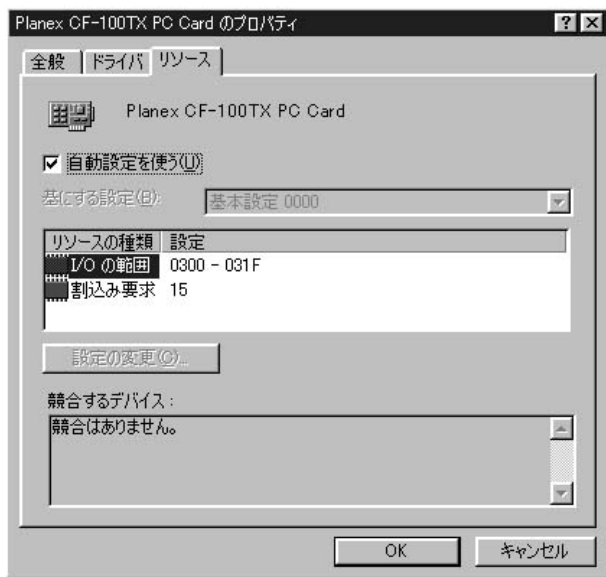 Planex CF-100TX PC Card のプロパティ
全般 ドライバ リソース
Planex CF-100TX PC Card
自動設定を使う(U)
基にする設定(B): 基本設定 0000
リソースの種類 設定
I/O の範囲 0300 - 031F
割込み要求 15
設定の変更(C)...
競合するデバイス:
競合はありません。
OK キャンセル